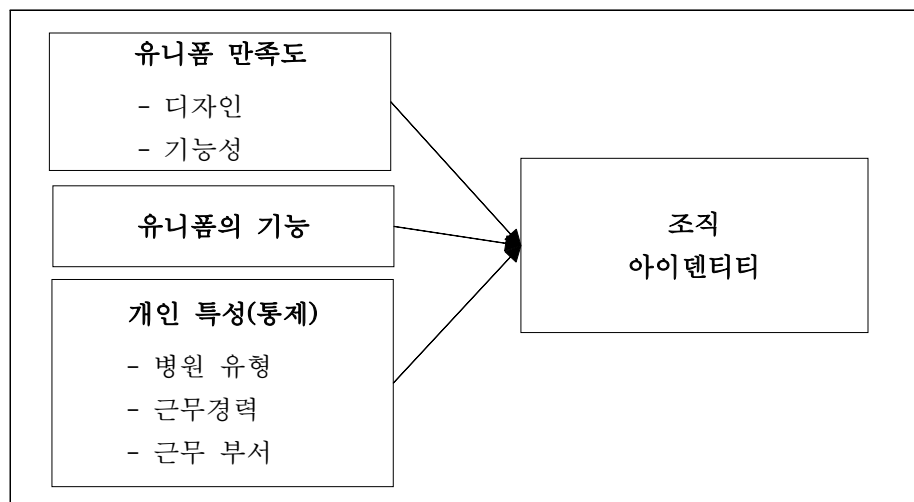 유니폼 만족도
- 디자인
- 기능성
유니폼의 기능
개인 특성(통제)
- 병원 유형
- 근무경력
- 근무 부서
조직
아이덴티티